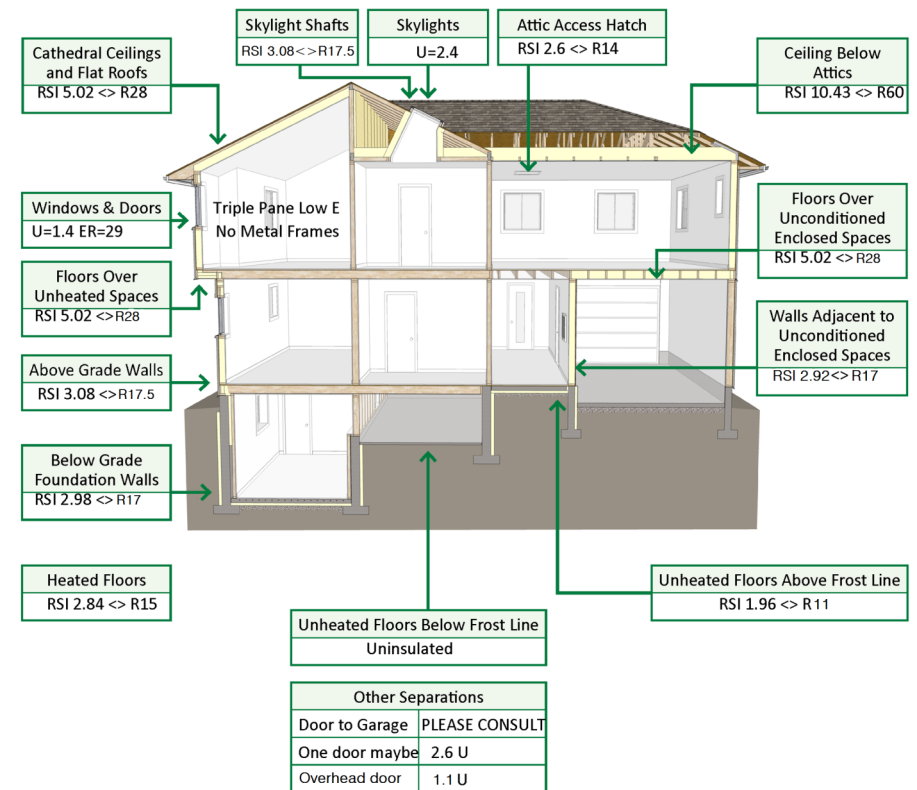 Skylight Shafts
RSI 3.08<>R17.5
Skylights
U=2.4
Attic Access Hatch
RSI 2.6 <> R14
Cathedral Ceilings
and Flat Roofs
RSI 5.02 <> R28
Ceiling Below
Attics
RSI 10.43 <> R60
Windows & Doors
U=1.4 ER=29
Triple Pane Low E
No Metal Frames
Floors Over
Unconditioned
Enclosed Spaces
RSI 5.02 <>R28
Floors Over
Unheated Spaces
RSI 5.02 <>R28
Walls Adjacent to
Unconditioned
Enclosed Spaces
RSI 2.92<> R17
Above Grade Walls
RSI 3.08 <>R17.5
Below Grade
Foundation Walls
RSI 2.98 <> R17
Heated Floors
RSI 2.84 <> R15
Unheated Floors Above Frost Line
RSI 1.96 <> R11
Unheated Floors Below Frost Line
Uninsulated
Other Separations
Door to Garage PLEASE CONSULT
One door maybe 2.6 U
Overhead door 1.1 U